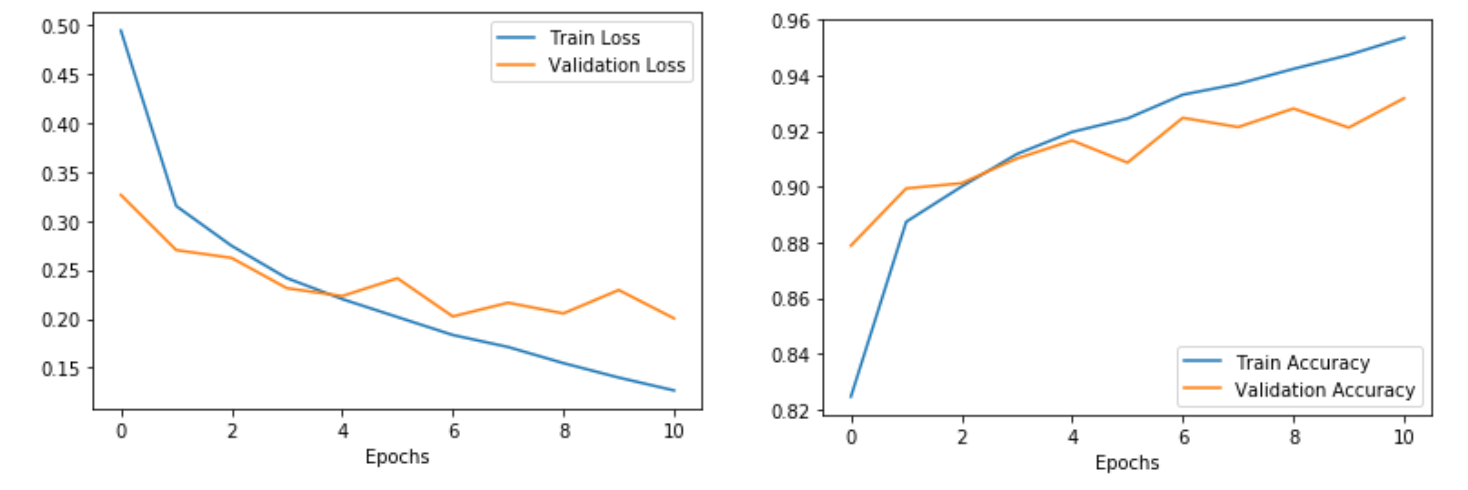 0.50
0.45
0.40
0.35
0.30
0.25
0.20
0.15
Train Loss
Validation Loss
0 2 4 6 8 10
Epochs
0.96
0.94
0.92
0.90
0.88
0.86
0.84
0.82
Train Accuracy
Validation Accuracy
0 2 4 6 8 10
Epochs